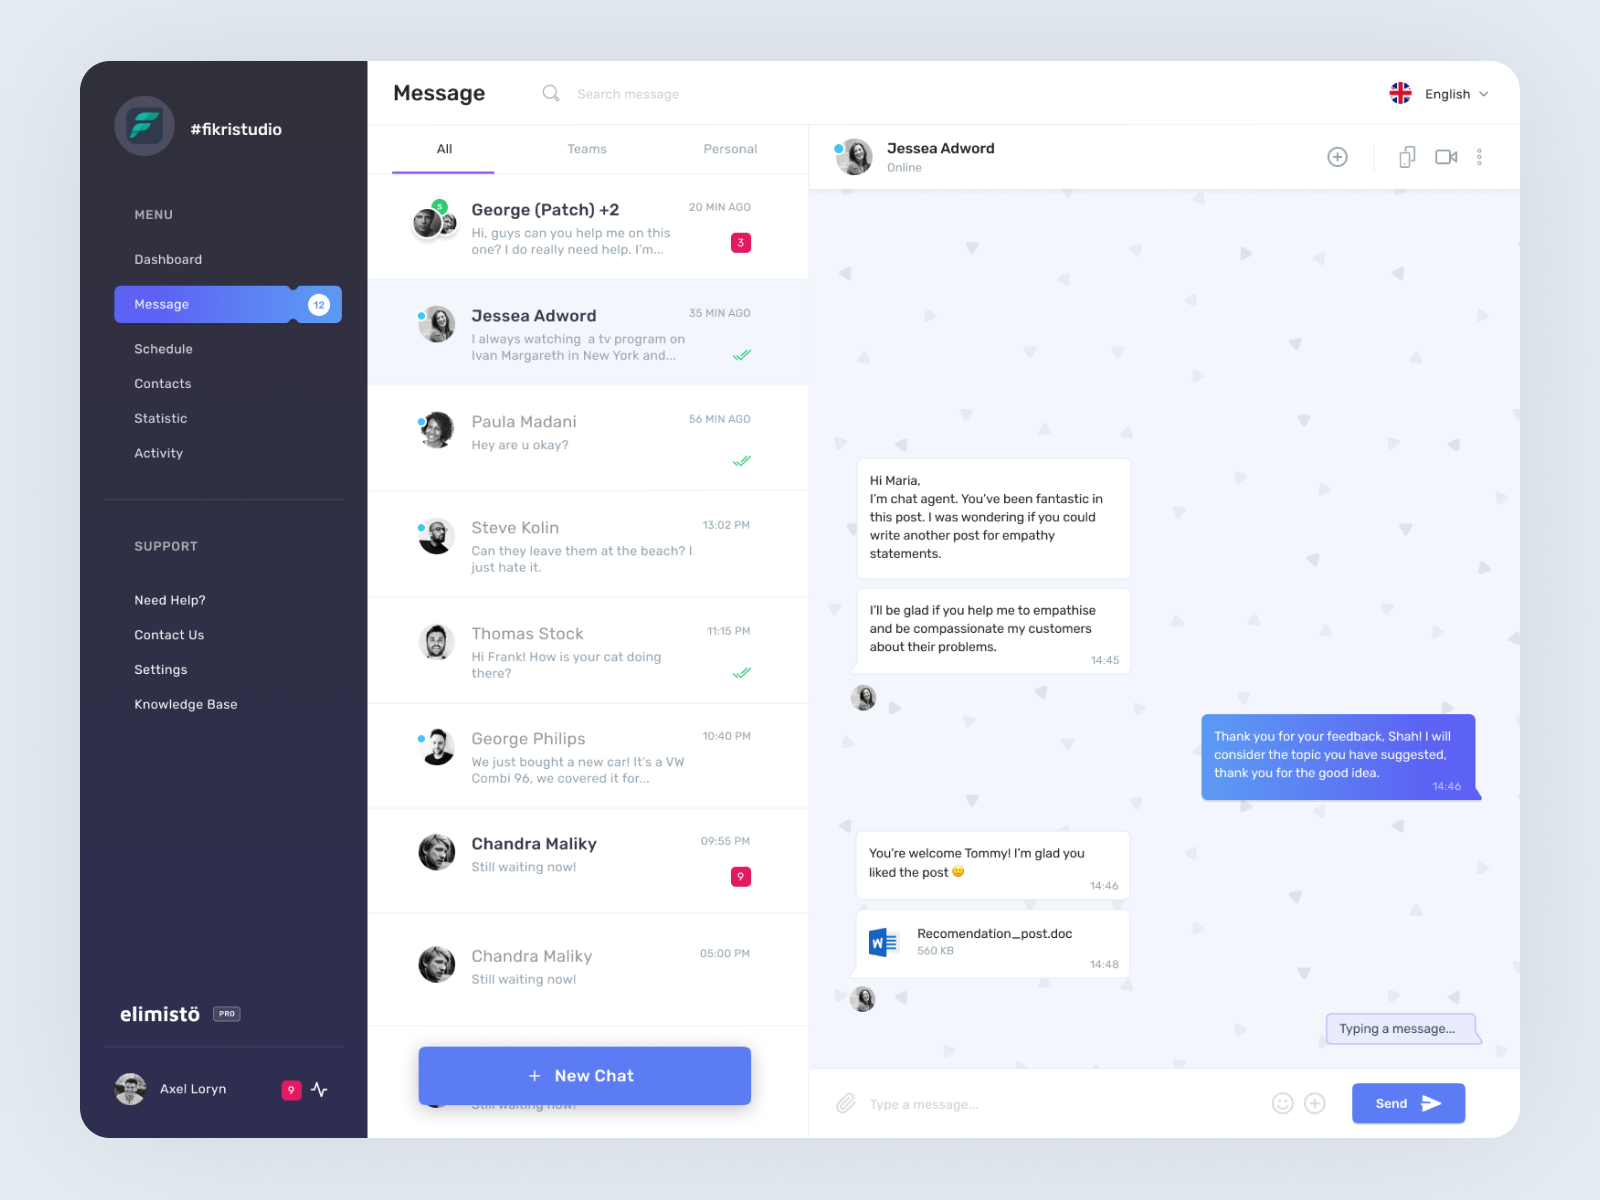 #fikristudio
MENU
Dashboard
Message
12
Schedule
Contacts
Statistic
Activity
SUPPORT
Need Help?
Contact Us
Settings
Knowledge Base
elimistö
PRO
Axel Loryn
9
Message
Search message
English
All
Teams
Personal
S
George (Patch) +2
20 MIN AGO
Hi, guys can you help me on this
one? I do really need help. I'm...
3
Jessea Adword
35 MIN AGO
I always watching a tv program on
Ivan Margareth in New York and...
Paula Madani
56 MIN AGO
Hey are u okay?
Steve Kolin
13:02 PM
Can they leave them at the beach? I
just hate it.
Thomas Stock
11:15 PM
Hi Frank! How is your cat doing
there?
George Philips
10:40 PM
We just bought a new car! It's a VW
Combi 96, we covered it for...
Chandra Maliky
09:55 PM
Still waiting now!
9
Chandra Maliky
05:00 PM
Still waiting now!
+ New Chat
Still waiting now!
Jessea Adword
Online
Hi Maria,
I'm chat agent. You've been fantastic in
this post. I was wondering if you could
write another post for empathy
statements.
I'll be glad if you help me to empathise
and be compassionate my customers
about their problems.
14:45
Thank you for your feedback, Shah! I will
consider the topic you have suggested,
thank you for the good idea.
14:46
You're welcome Tommy! I'm glad you
liked the post 😊
14:46
W
Recomendation_post.doc
560 KB
14:48
Typing a message...
Type a message...
Send